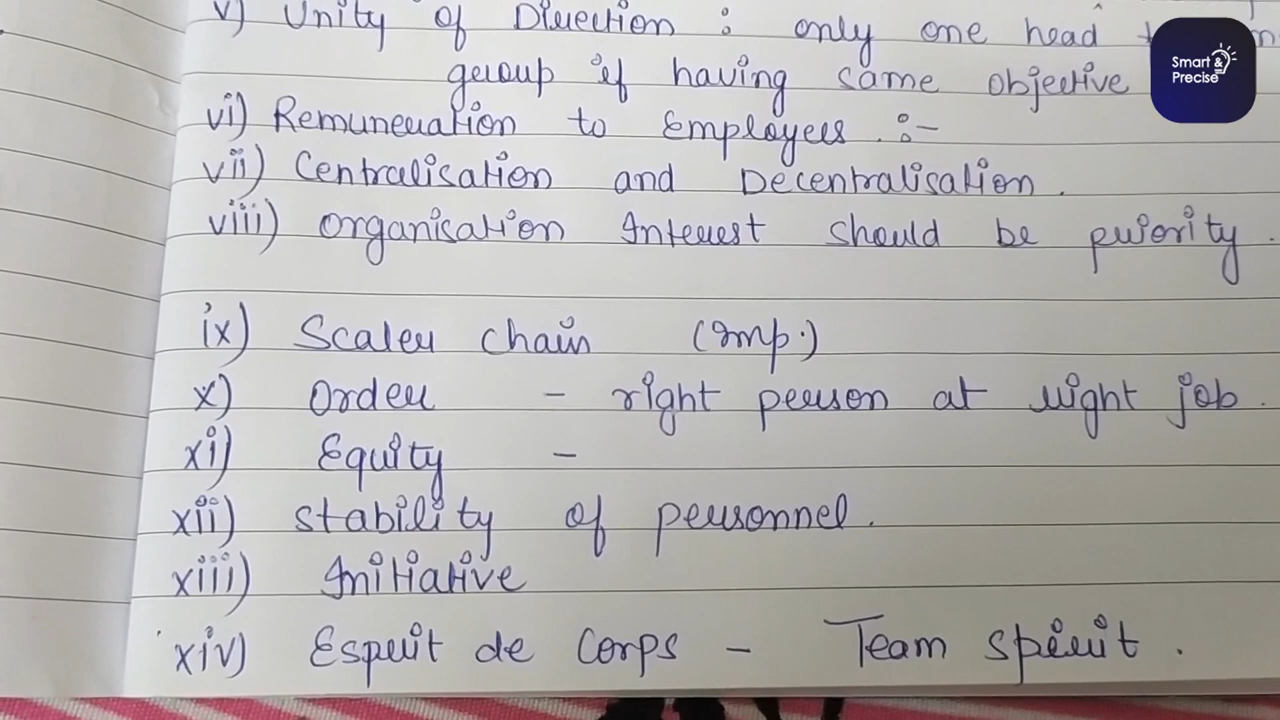 v) Unity of Direction : only one head
group if having same objective
vi) Remuneration to Employees :-
vii) Centralisation and Decentralisation.
viii) Organisation Interest should be priority.
ix) Scaler chain (Imp.)
x) Order - right person at right job.
xi) Equity -
xii) Stability of personnel.
xiii) Initiative
xiv) Esprit de Corps - Team spirit.
Smart &
Precise